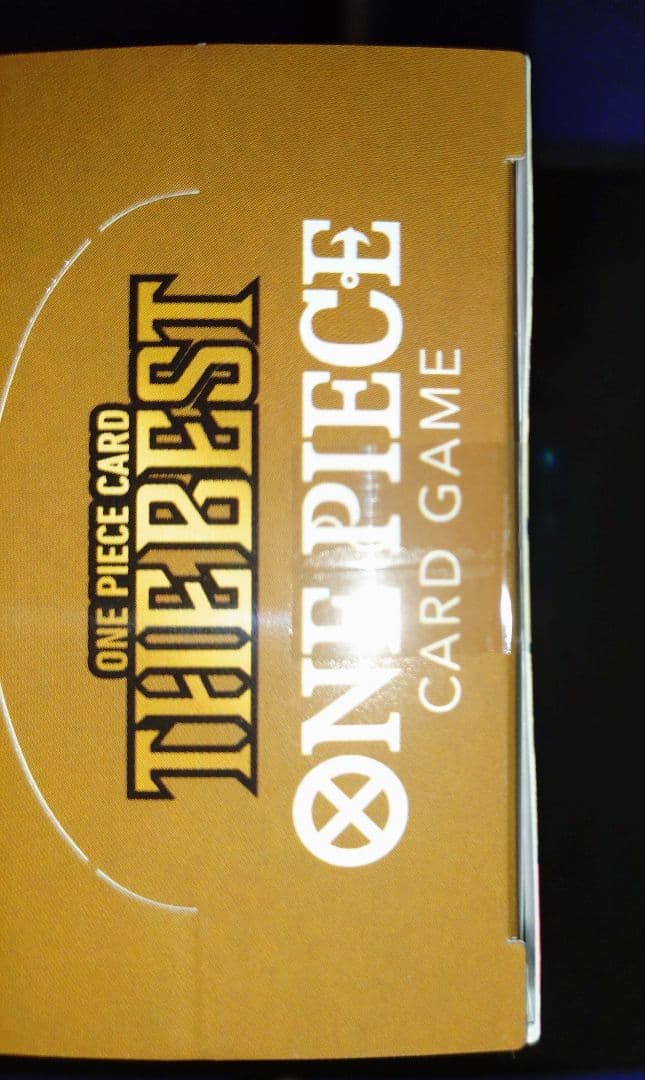 ONE PIECE CARD
THE BEST
ONE PIECE
CARD GAME